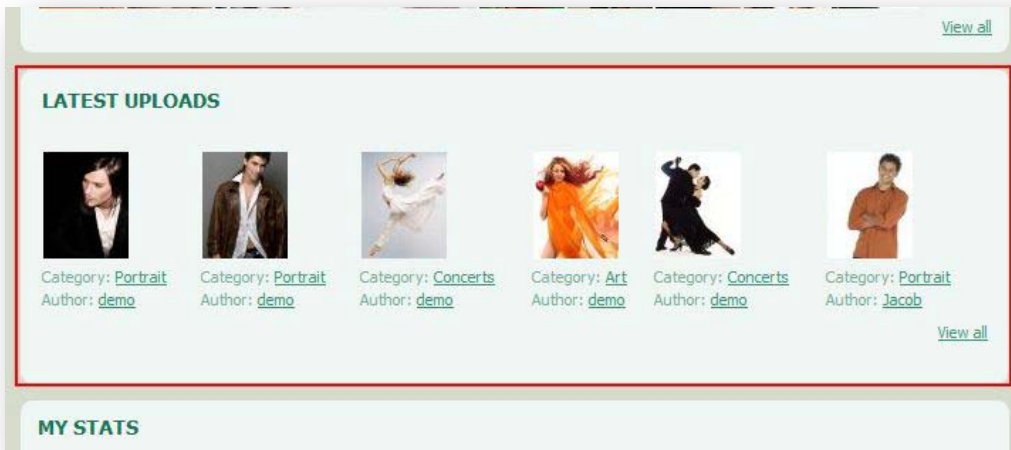 View all
LATEST UPLOADS
Category: Portrait
Author: demo
Category: Portrait
Author: demo
Category: Concerts
Author: demo
Category: Art
Author: demo
Category: Concerts
Author: demo
Category: Portrait
Author: Jacob
View all
MY STATS